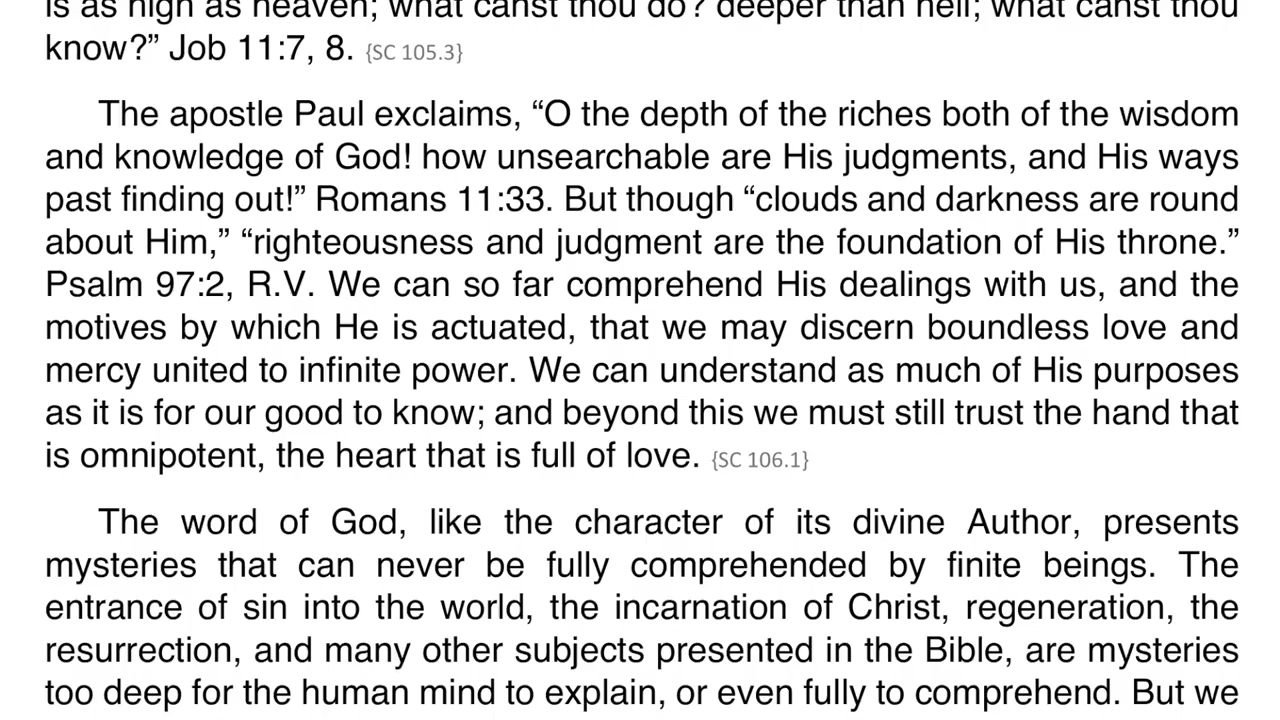 is as high as heaven; what canst thou do? deeper than hell; what canst thou
know?” Job 11:7, 8. {SC 105.3}
The apostle Paul exclaims, “O the depth of the riches both of the wisdom
and knowledge of God! how unsearchable are His judgments, and His ways
past finding out!” Romans 11:33. But though “clouds and darkness are round
about Him,” “righteousness and judgment are the foundation of His throne.”
Psalm 97:2, R.V. We can so far comprehend His dealings with us, and the
motives by which He is actuated, that we may discern boundless love and
mercy united to infinite power. We can understand as much of His purposes
as it is for our good to know; and beyond this we must still trust the hand that
is omnipotent, the heart that is full of love. {SC 106.1}
The word of God, like the character of its divine Author, presents
mysteries that can never be fully comprehended by finite beings. The
entrance of sin into the world, the incarnation of Christ, regeneration, the
resurrection, and many other subjects presented in the Bible, are mysteries
too deep for the human mind to explain, or even fully to comprehend. But we